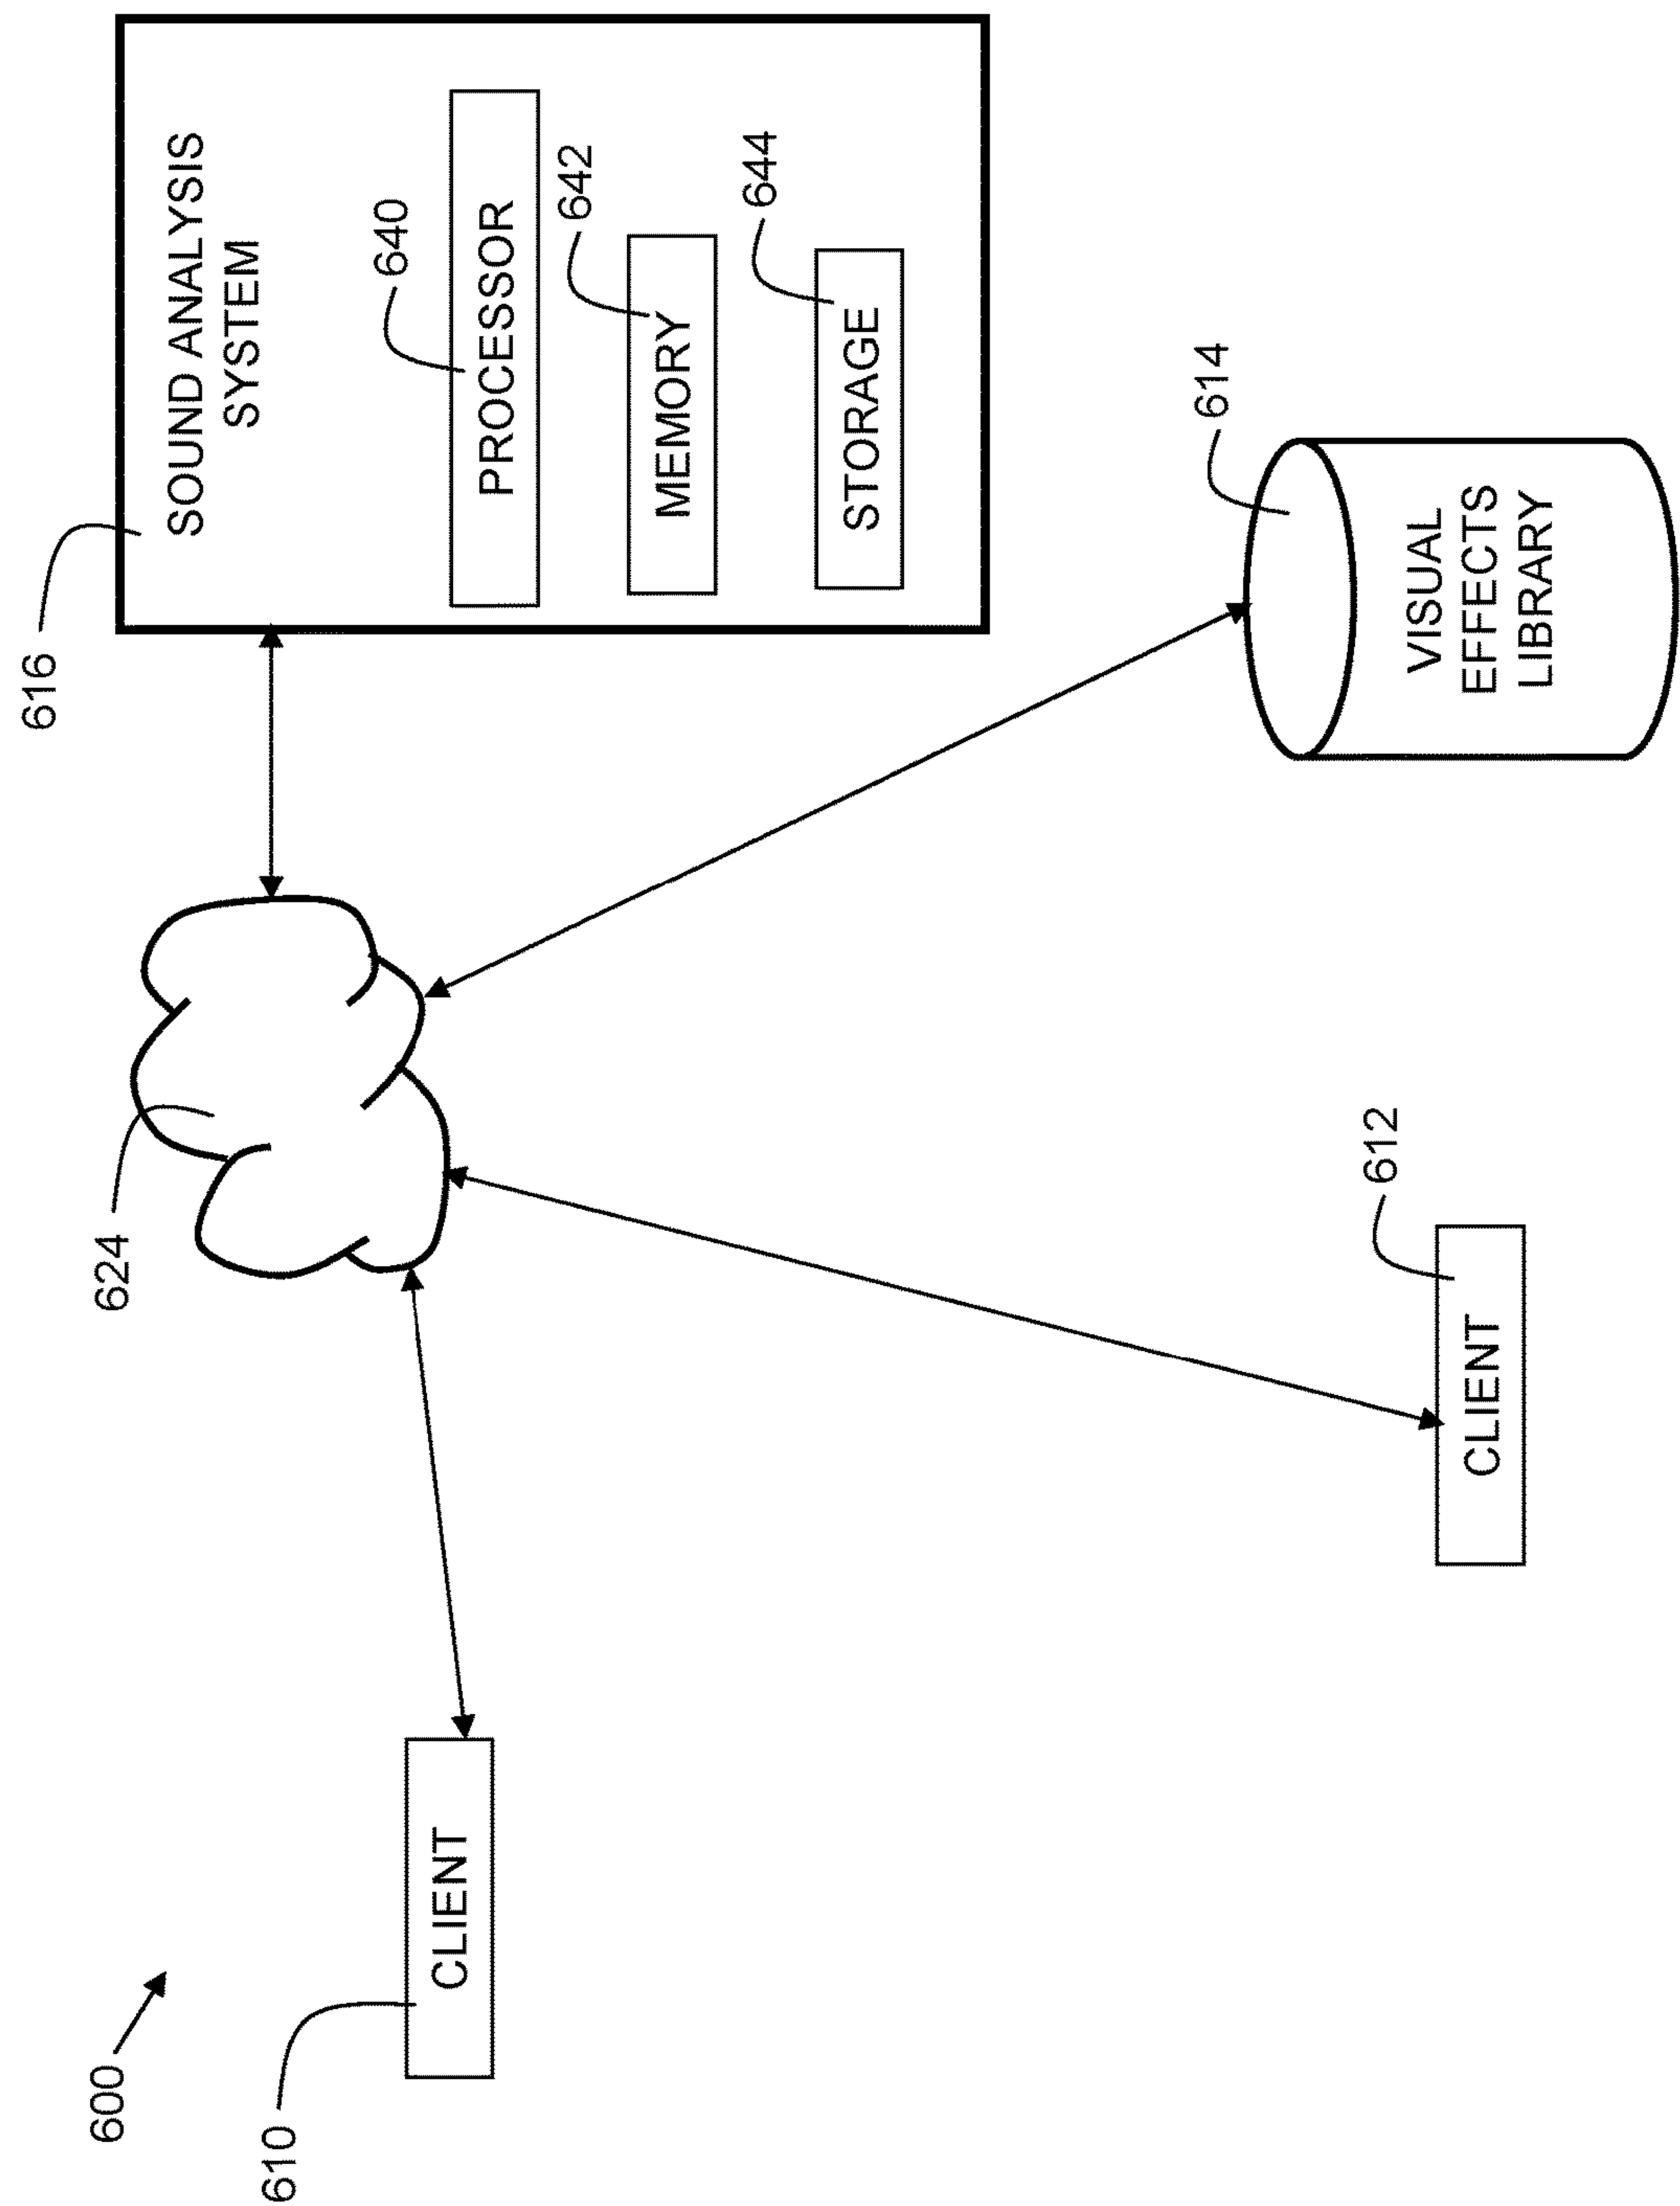 600
610
CLIENT
624
616
SOUND ANALYSIS
SYSTEM
640
PROCESSOR
642
MEMORY
644
STORAGE
612
CLIENT
614
VISUAL
EFFECTS
LIBRARY